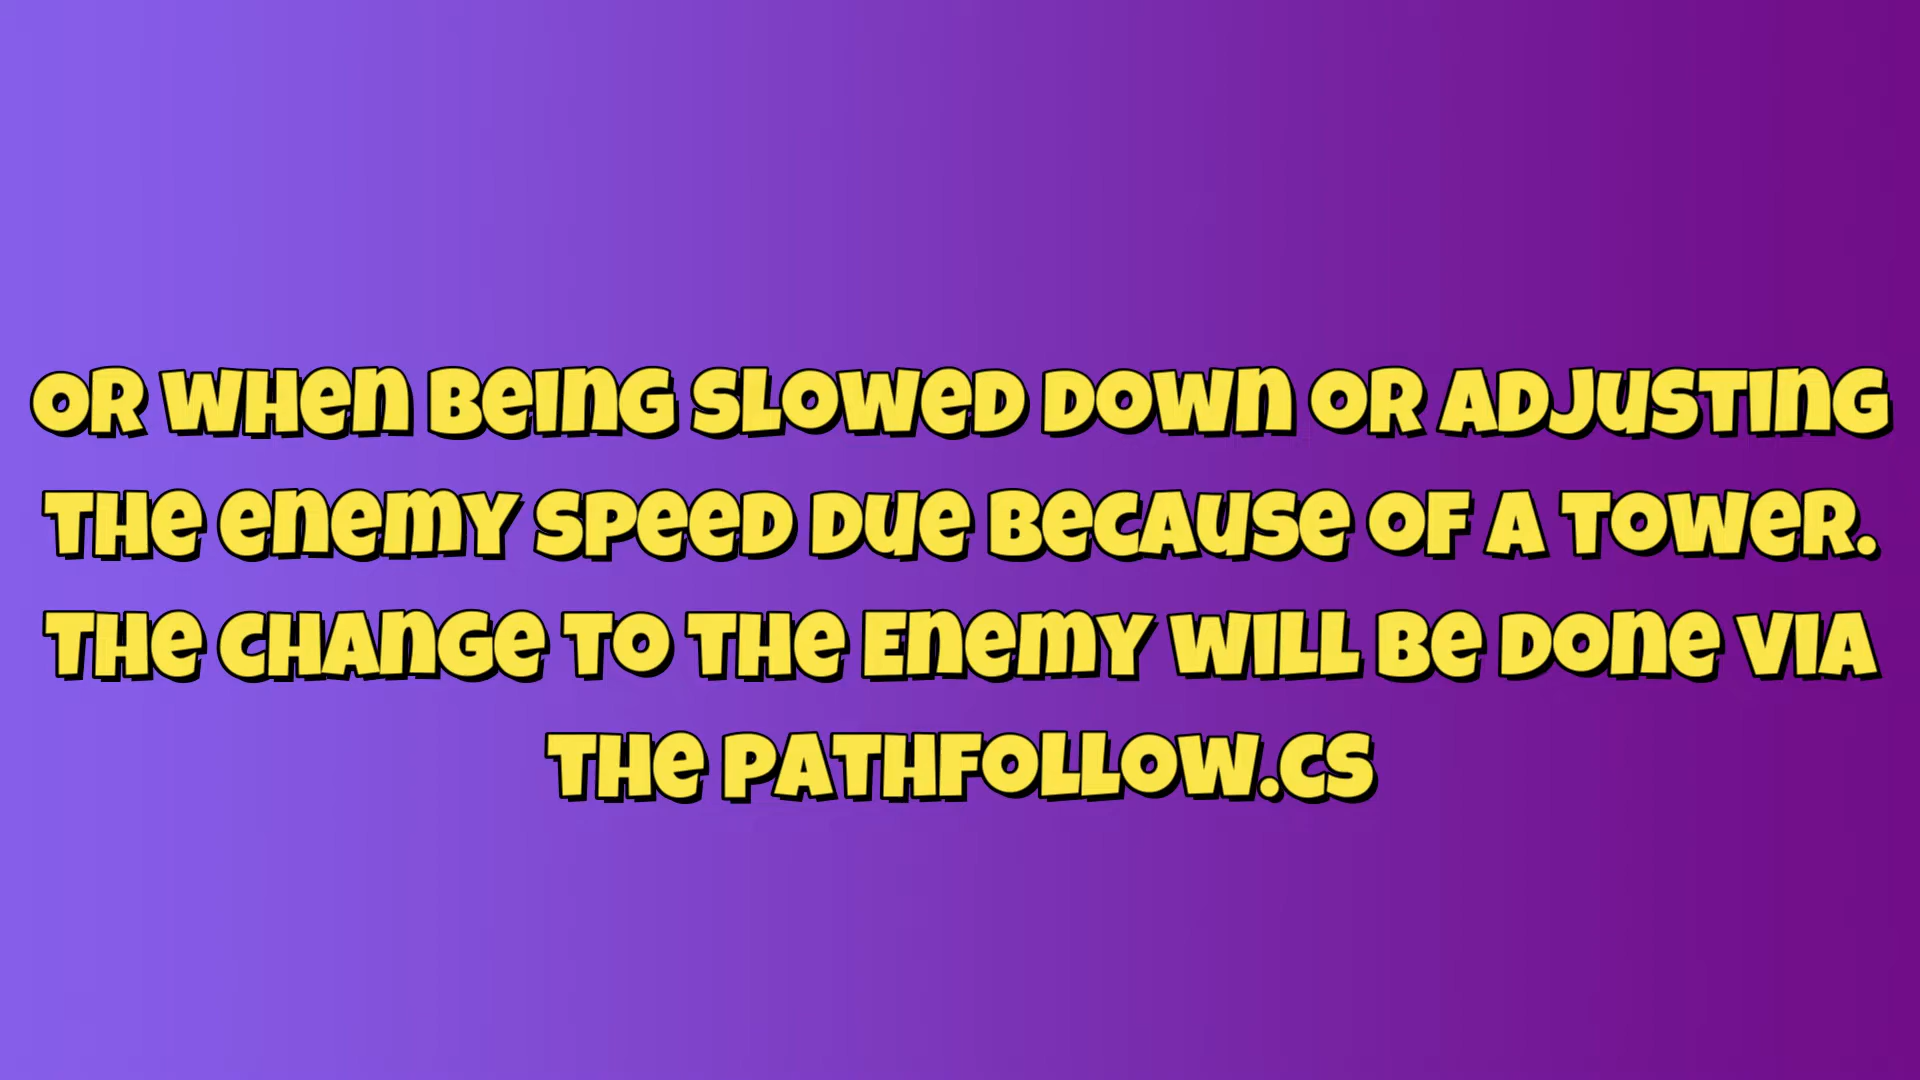 Or when being slowed down or adjusting
the enemy speed due because of a tower.
The change to the Enemy will be done via
the PathFollow.cs